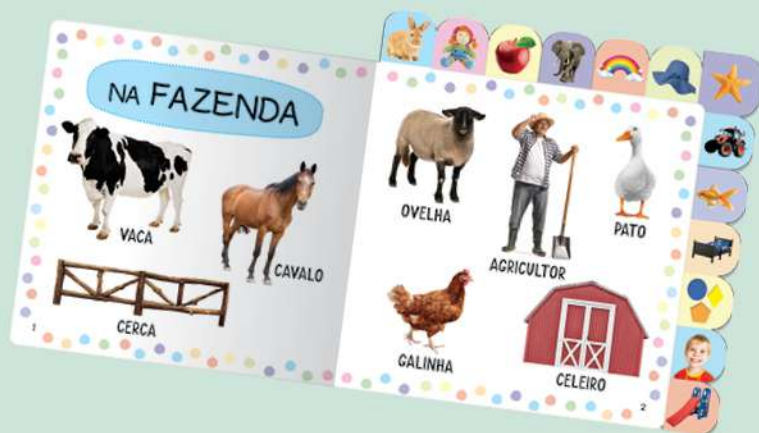 NA FAZENDA
VACA
CAVALO
CERCA
1
OVELHA
AGRICULTOR
PATO
GALINHA
CELEIRO
2